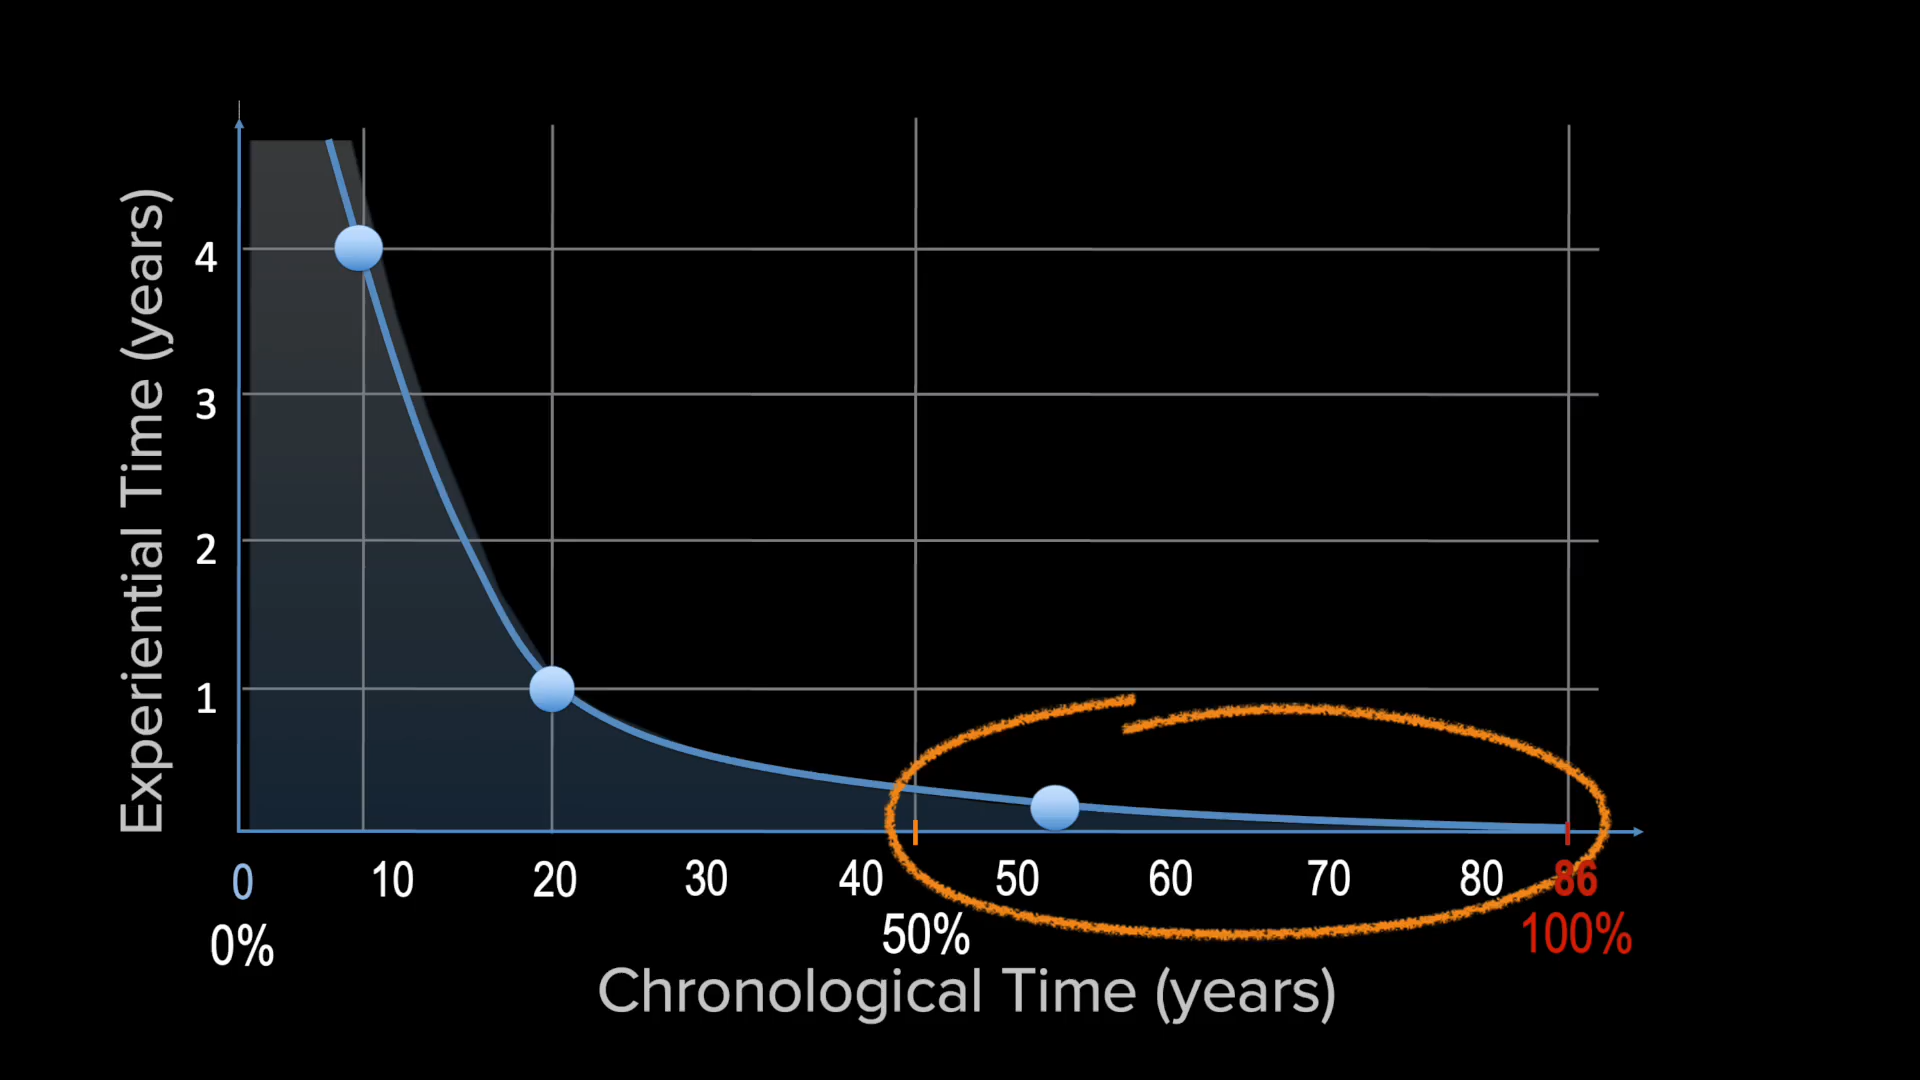 Experiential Time (years)
4
3
2
1
0 10 20 30 40 50 60 70 80 86
0% 50% 100%
Chronological Time (years)